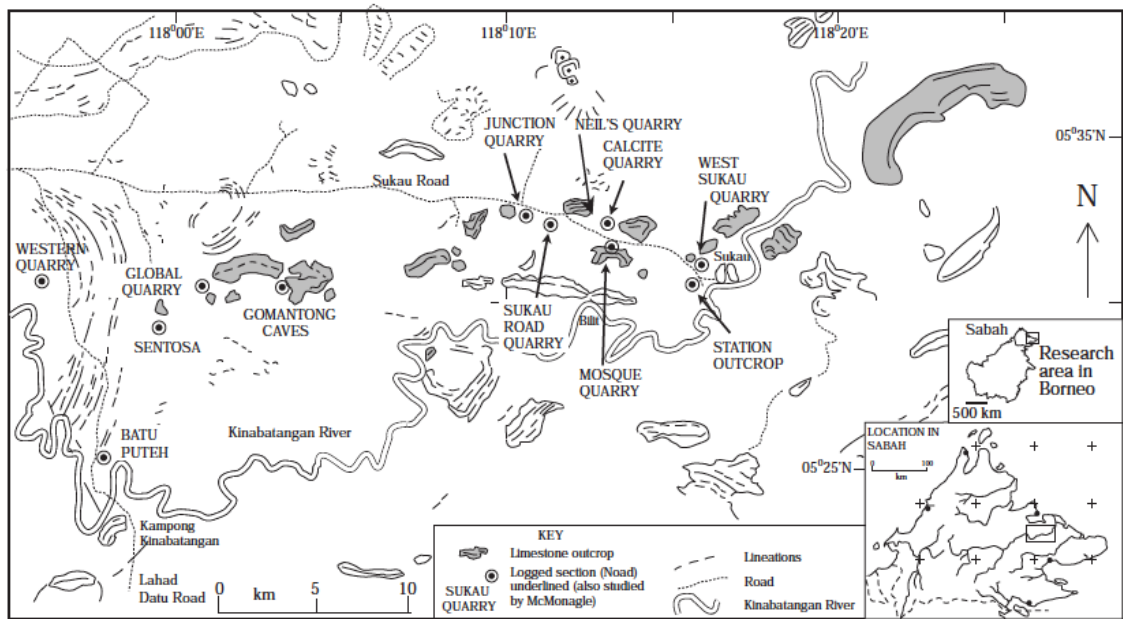 118°00'E
118°10'E
118°20'E
JUNCTION
QUARRY
NEIL'S QUARRY
CALCITE
QUARRY
WEST
SUKAU
QUARRY
05°35'N
Sukau Road
N
WESTERN
QUARRY
GLOBAL
QUARRY
GOMANTONG
CAVES
SENTOSA
SUKAU
ROAD
QUARRY
Bilit
MOSQUE
QUARRY
Sukau
STATION
OUTCROP
Sabah
Research
area in
Borneo
500 km
BATU
PUTEH
Kinabatangan River
05°25'N
LOCATION IN
SABAH
0 100
km
Kampong
Kinabatangan
Lahad
Datu Road
0 km 5 10
KEY
Limestone outcrop
SUKAU
QUARRY
Logged section (Noad)
underlined (also studied
by McMonagle)
Lineations
Road
Kinabatangan River